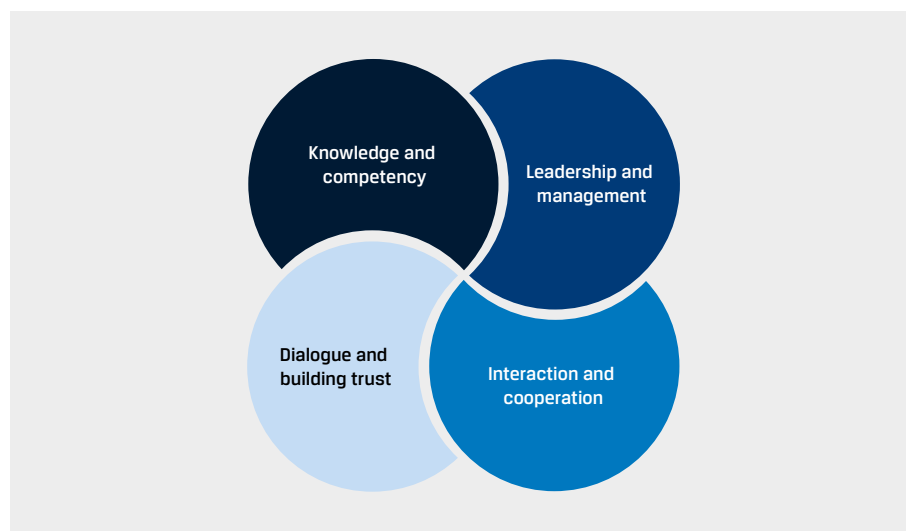 Knowledge and
competency
Leadership and
management
Dialogue and
building trust
Interaction and
cooperation